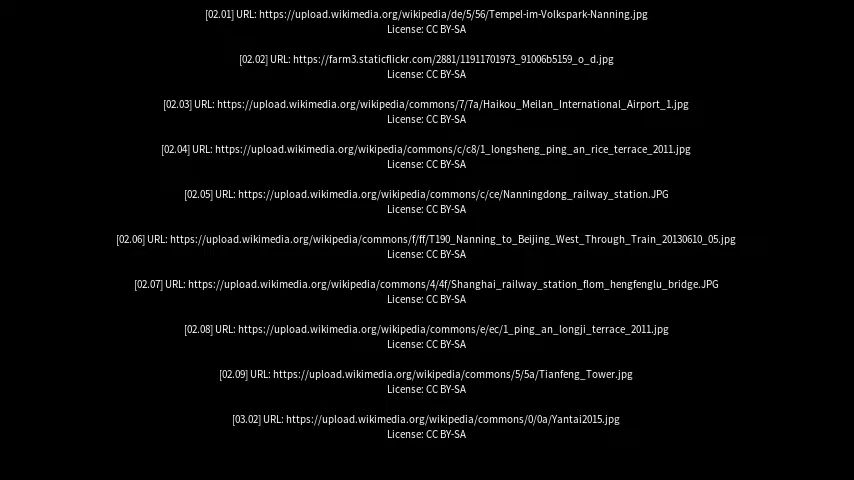 [02.01] URL: https://upload.wikimedia.org/wikipedia/de/5/56/Tempel-im-Volkspark-Nanning.jpg
License: CC BY-SA
[02.02] URL: https://farm3.staticflickr.com/2881/11911701973_91006b5159_o_d.jpg
License: CC BY-SA
[02.03] URL: https://upload.wikimedia.org/wikipedia/commons/7/7a/Haikou_Meilan_International_Airport_1.jpg
License: CC BY-SA
[02.04] URL: https://upload.wikimedia.org/wikipedia/commons/c/c8/1_longsheng_ping_an_rice_terrace_2011.jpg
License: CC BY-SA
[02.05] URL: https://upload.wikimedia.org/wikipedia/commons/c/ce/Nanningdong_railway_station.JPG
License: CC BY-SA
[02.06] URL: https://upload.wikimedia.org/wikipedia/commons/f/ff/T190_Nanning_to_Beijing_West_Through_Train_20130610_05.jpg
License: CC BY-SA
[02.07] URL: https://upload.wikimedia.org/wikipedia/commons/4/4f/Shanghai_railway_station_flom_hengfenglu_bridge.JPG
License: CC BY-SA
[02.08] URL: https://upload.wikimedia.org/wikipedia/commons/e/ec/1_ping_an_longji_terrace_2011.jpg
License: CC BY-SA
[02.09] URL: https://upload.wikimedia.org/wikipedia/commons/5/5a/Tianfeng_Tower.jpg
License: CC BY-SA
[03.02] URL: https://upload.wikimedia.org/wikipedia/commons/0/0a/Yantai2015.jpg
License: CC BY-SA